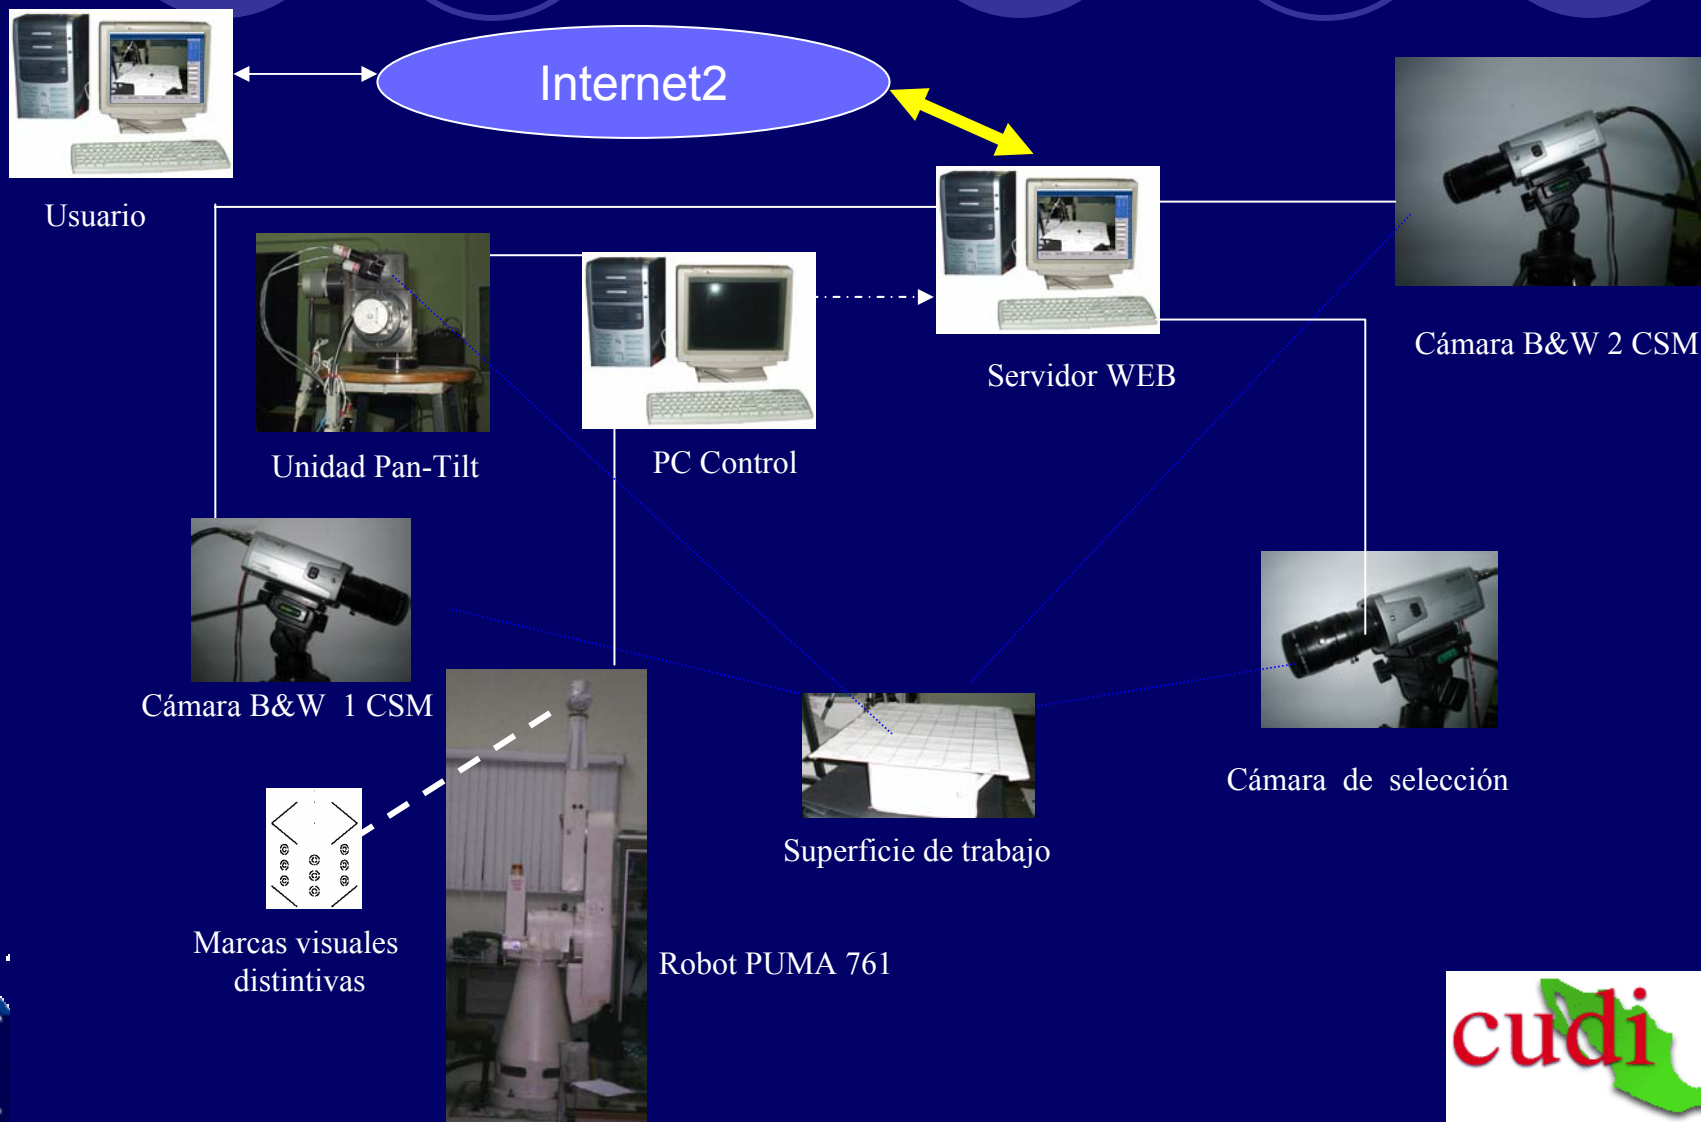 Internet2
Usuario
Servidor WEB
Cámara B&W 2 CSM
Unidad Pan-Tilt
PC Control
Cámara B&W  1 CSM
Cámara  de  selección
Superficie de trabajo
Marcas visuales
distintivas
Robot PUMA 761
cudi